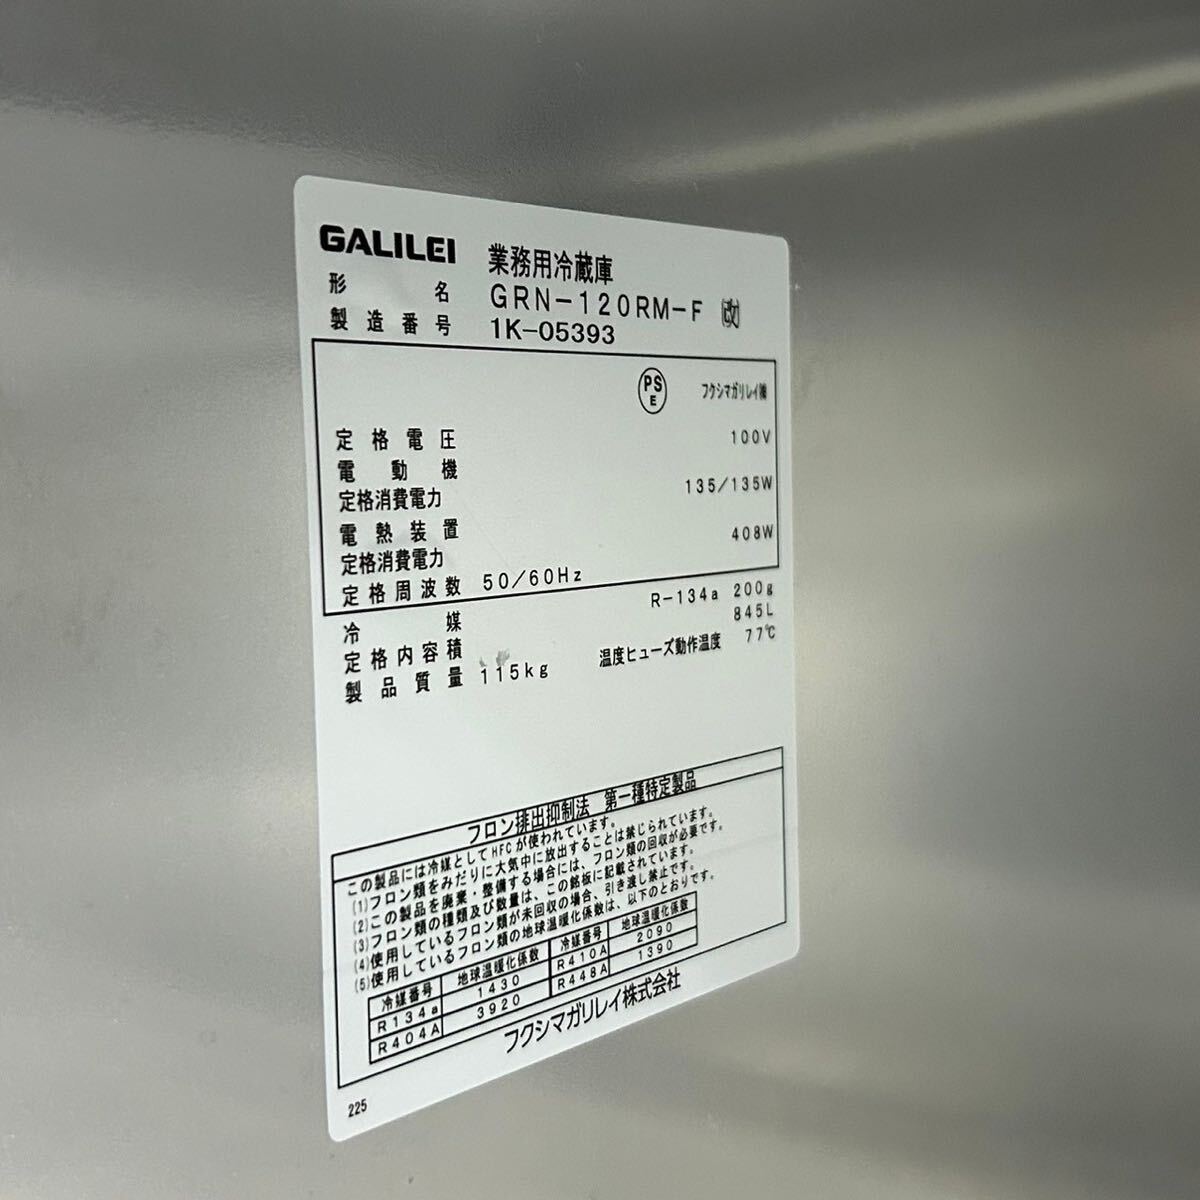 GALILEI 業務用冷蔵庫
形名 GRN-120RM-F 改
製造番号 1K-05393
PS E フクシマガリレイ㈱
定格電圧 100V
電動機
定格消費電力 135/135W
電熱装置
定格消費電力 408W
定格周波数 50/60Hz
冷媒 R-134a 200g
定格内容積 845L
製品質量 115kg 温度ヒューズ動作温度 77℃
フロン排出抑制法 第一種特定製品
この製品には冷媒としてHFCが使われています。
(1)フロン類をみだりに大気中に放出することは禁じられています。
(2)この製品を廃棄・整備する場合には、フロン類の回収が必要です。
(3)フロン類の種類及び数量は、この銘板に記載されています。
(4)使用しているフロン類が未回収の場合、引き渡し禁止です。
(5)使用しているフロン類の地球温暖化係数は、以下のとおりです。
冷媒番号 地球温暖化係数 冷媒番号 地球温暖化係数
R134a 1430 R410A 2090
R404A 3920 R448A 1390
フクシマガリレイ株式会社
225